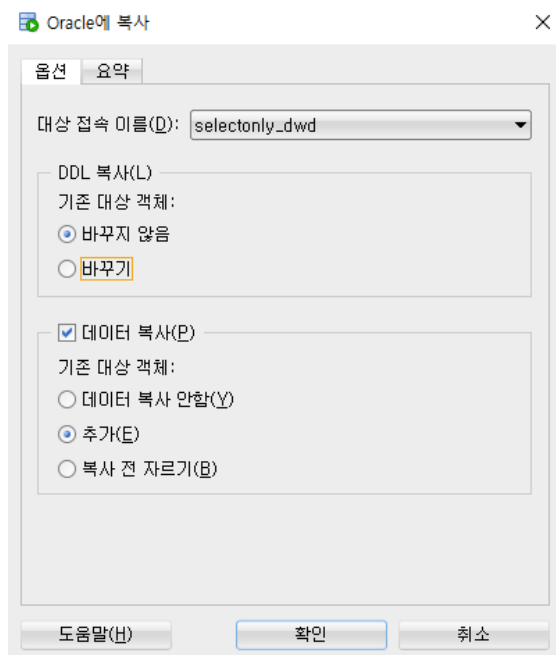 Oracle에 복사
옵션 요약
대상 접속 이름(D): selectonly_dwd
DDL 복사(L)
기존 대상 객체:
바꾸지 않음
바꾸기
데이터 복사(P)
기존 대상 객체:
데이터 복사 안함(Y)
추가(E)
복사 전 자르기(B)
도움말(H) 확인 취소